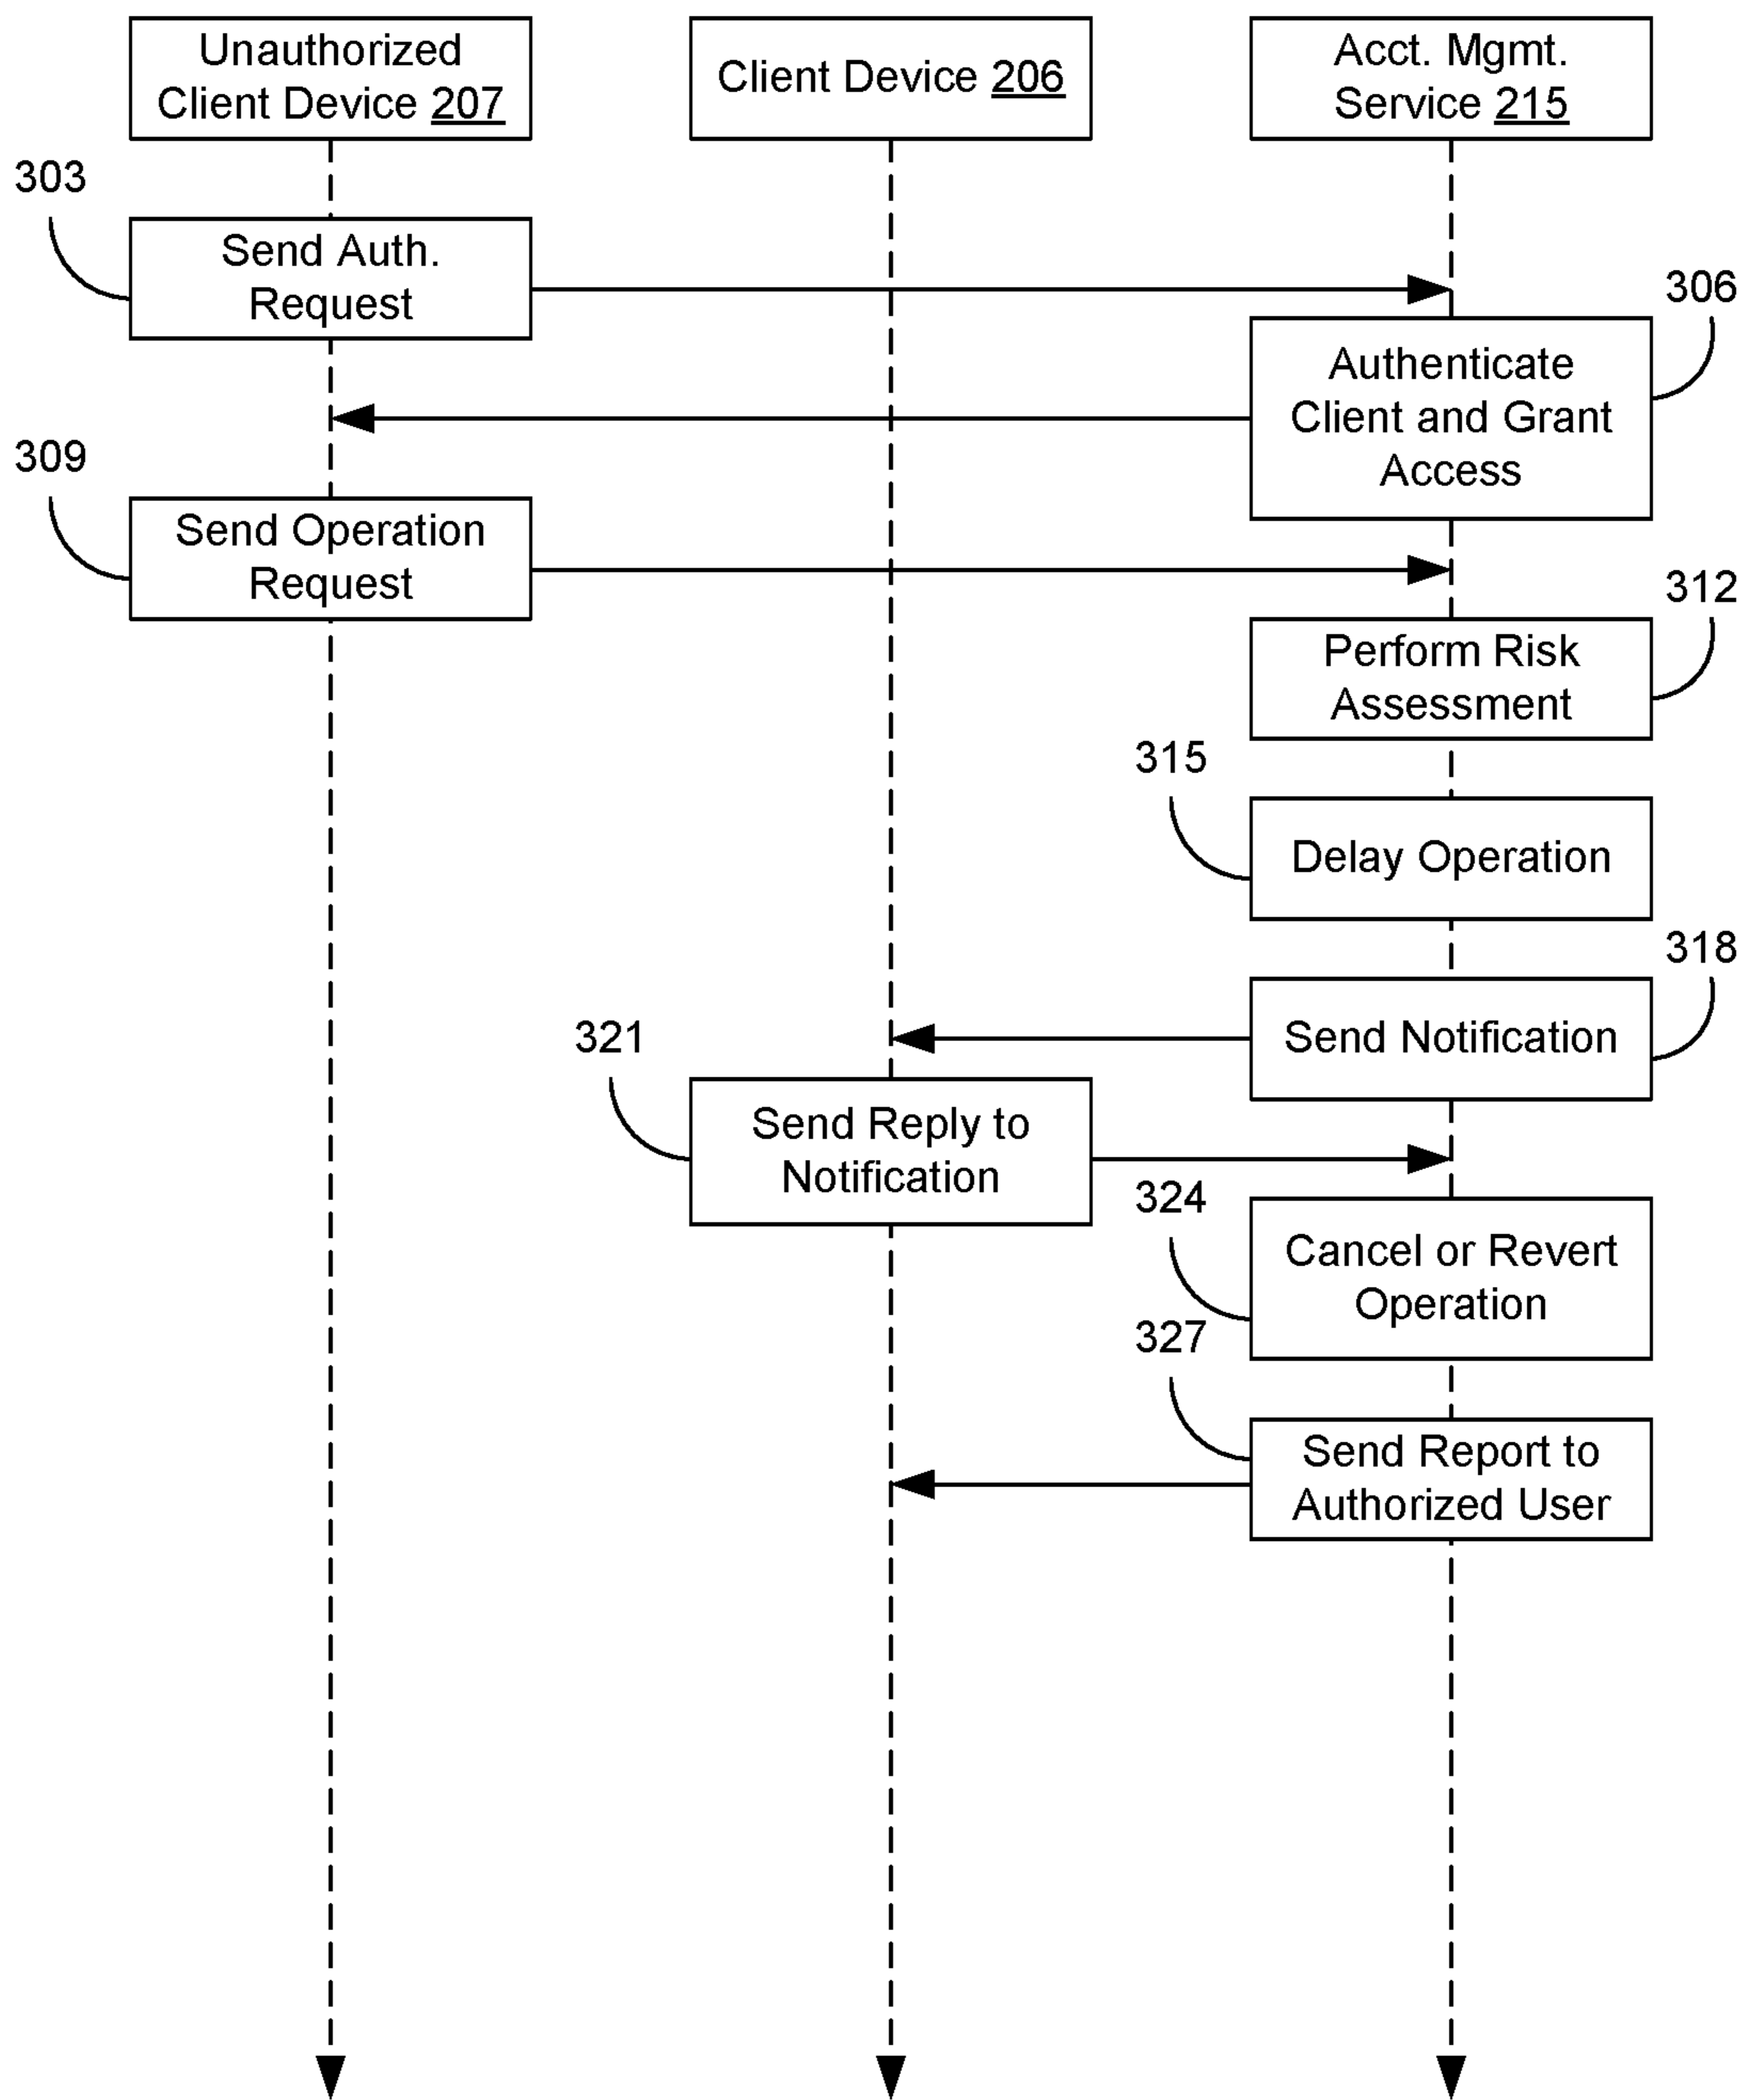 Unauthorized
Client Device 207
Client Device 206
Acct. Mgmt.
Service 215
303
Send Auth.
Request
306
Authenticate
Client and Grant
Access
309
Send Operation
Request
312
Perform Risk
Assessment
315
Delay Operation
318
Send Notification
321
Send Reply to
Notification
324
Cancel or Revert
Operation
327
Send Report to
Authorized User